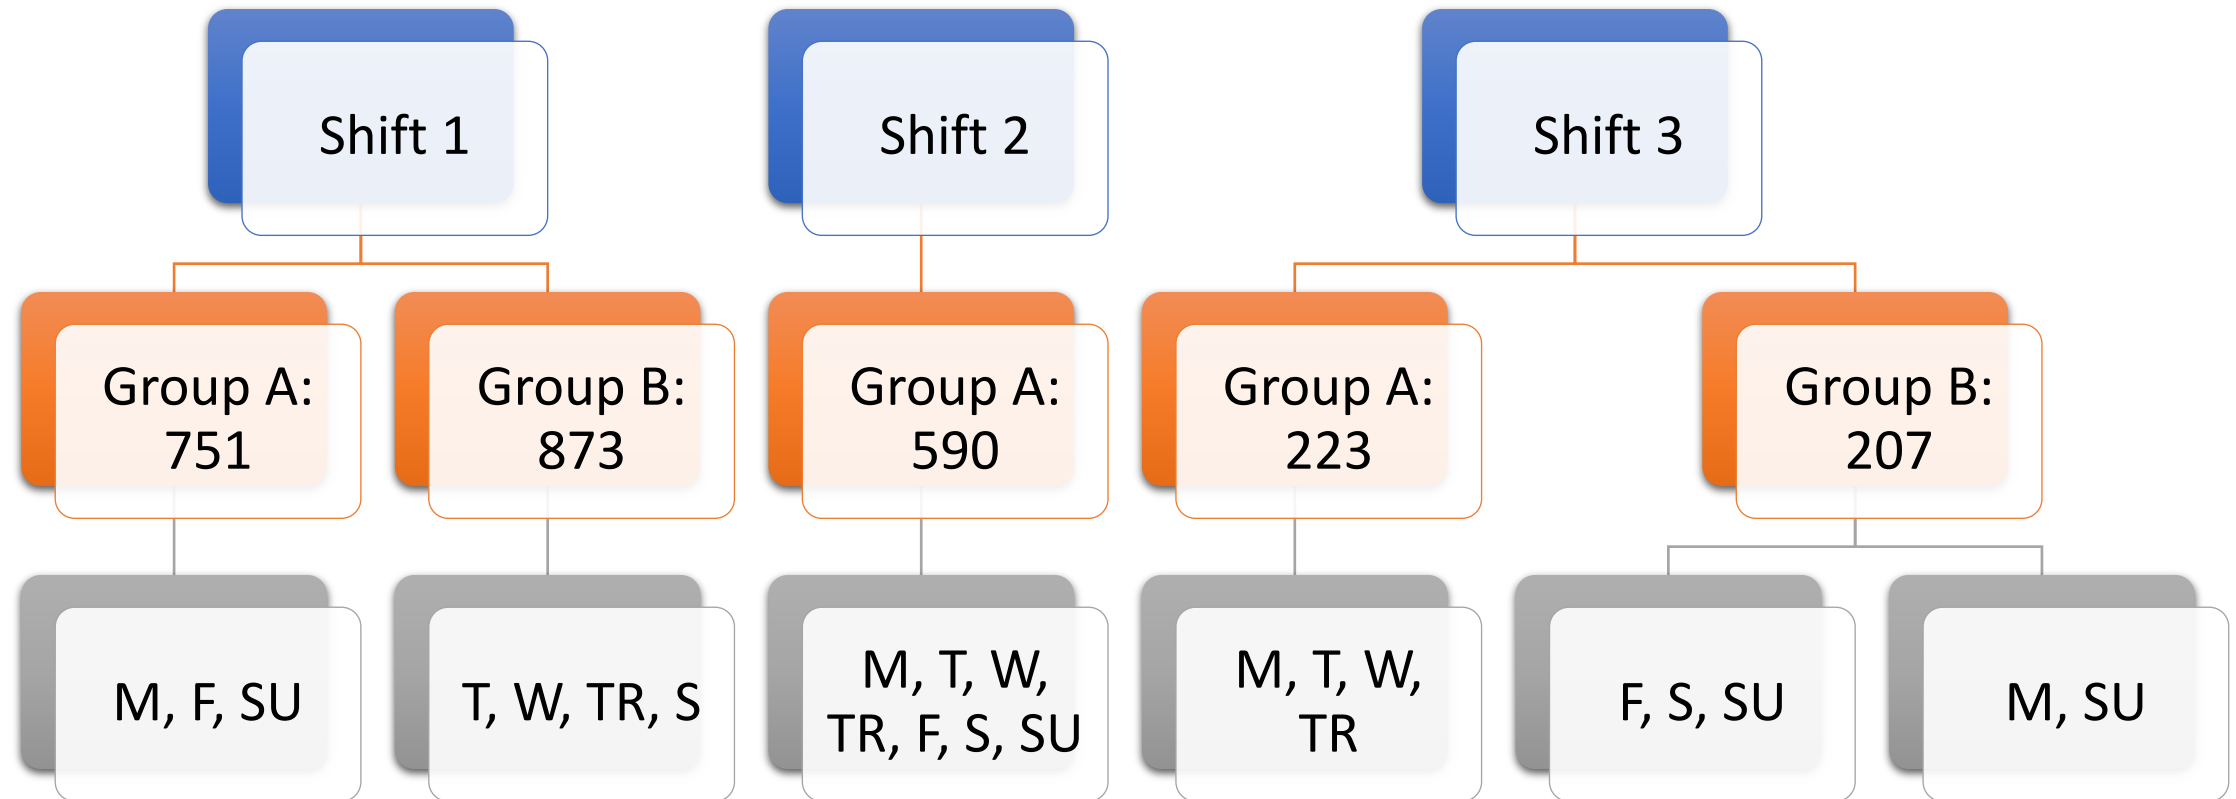 Shift 1
Shift 2
Shift 3
Group A:
751
Group B:
873
Group A:
590
Group A:
223
Group B:
207
M, F, SU
T, W, TR, S
M, T, W,
TR, F, S, SU
M, T, W,
TR
F, S, SU
M, SU